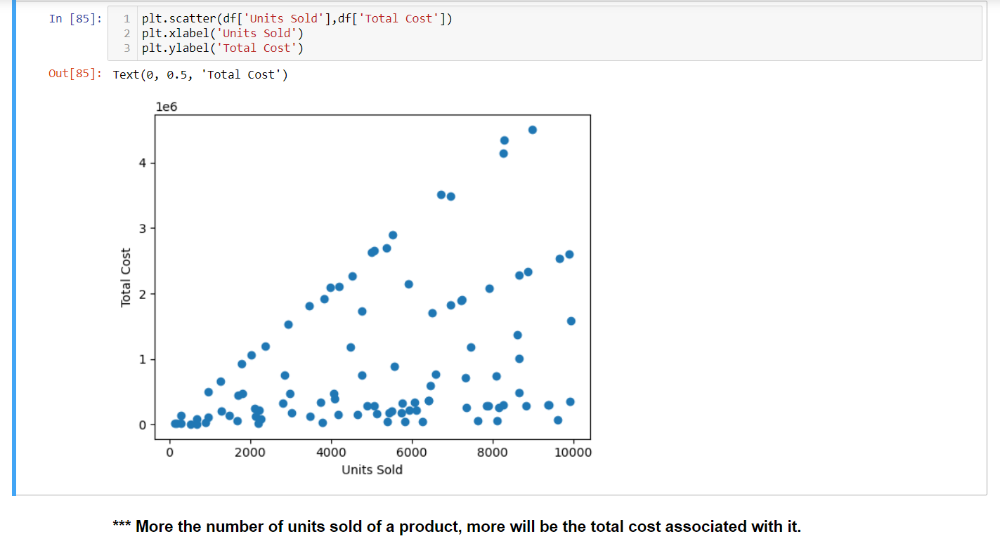 In [85]:
1 plt.scatter(df['Units Sold'],df['Total Cost'])
2 plt.xlabel('Units Sold')
3 plt.ylabel('Total Cost')
Out[85]: Text(0, 0.5, 'Total Cost')
1e6
4
3
2
1
0
Total Cost
0 2000 4000 6000 8000 10000
Units Sold
*** More the number of units sold of a product, more will be the total cost associated with it.